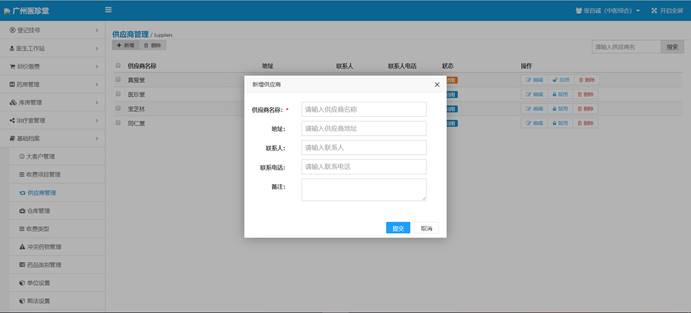 广州医珍堂
张自诚（中医综合）
开启全屏
登记挂号
医生工作站
划价缴费
药房管理
库房管理
治疗室管理
基础档案
大客户管理
收费项目管理
供应商管理
仓库管理
收费类型
冲突药物管理
药品类别管理
单位设置
煎法设置
供应商管理 / Suppliers
新增 删除
请输入供应商名
搜索
供应商名称 地址 联系人 联系人电话 状态 操作
真爱堂 编辑 启用 删除
医珍堂 编辑 禁用 删除
宝芝林 编辑 禁用 删除
同仁堂 编辑 禁用 删除
新增供应商
供应商名称: * 请输入供应商名称
地址: 请输入供应商地址
联系人: 请输入联系人
联系电话: 请输入联系电话
备注:
提交 取消